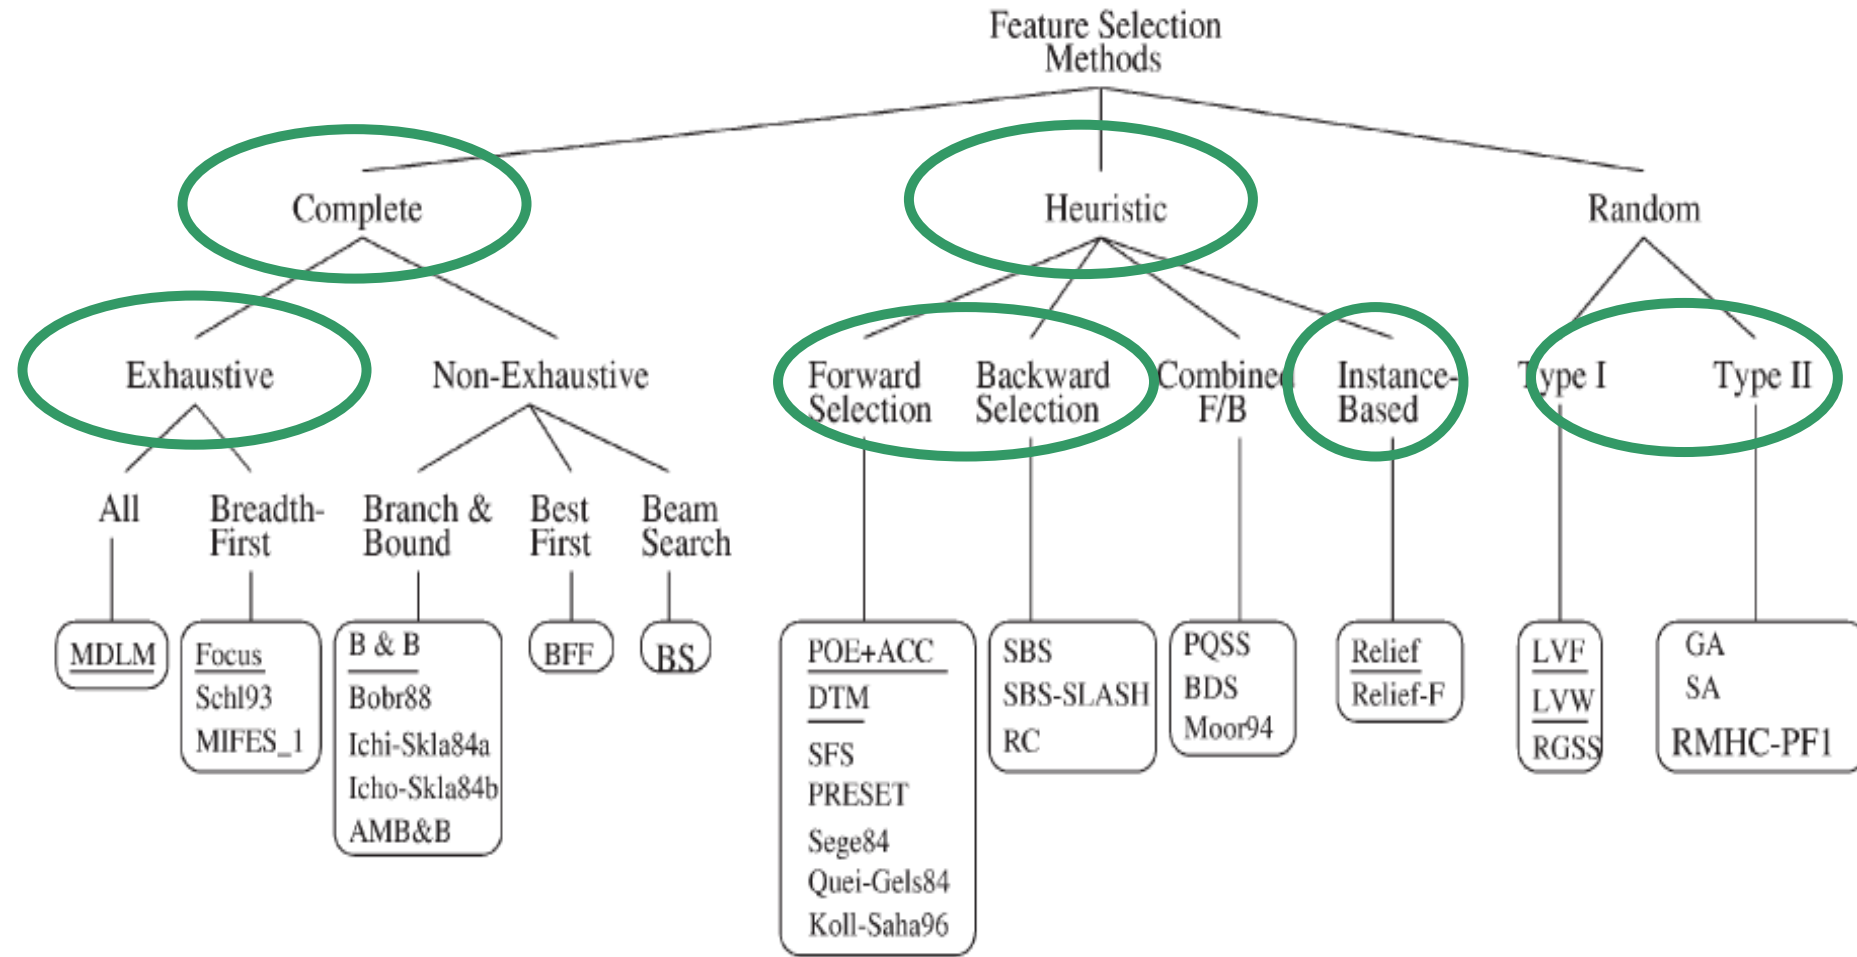 Feature Selection
Methods
Complete
Heuristic
Random
Exhaustive
Non-Exhaustive
Forward
Selection
Backward
Selection
Combined
F/B
Instance-
Based
Type I
Type II
All
Breadth-
First
Branch &
Bound
Best
First
Beam
Search
MDLM
Focus
Schl93
MIFES_1
B & B
Bobr88
Ichi-Skla84a
Icho-Skla84b
AMB&B
BFF
BS
POE+ACC
DTM
SFS
PRESET
Sege84
Quei-Gels84
Koll-Saha96
SBS
SBS-SLASH
RC
PQSS
BDS
Moor94
Relief
Relief-F
LVF
LVW
RGSS
GA
SA
RMHC-PF1